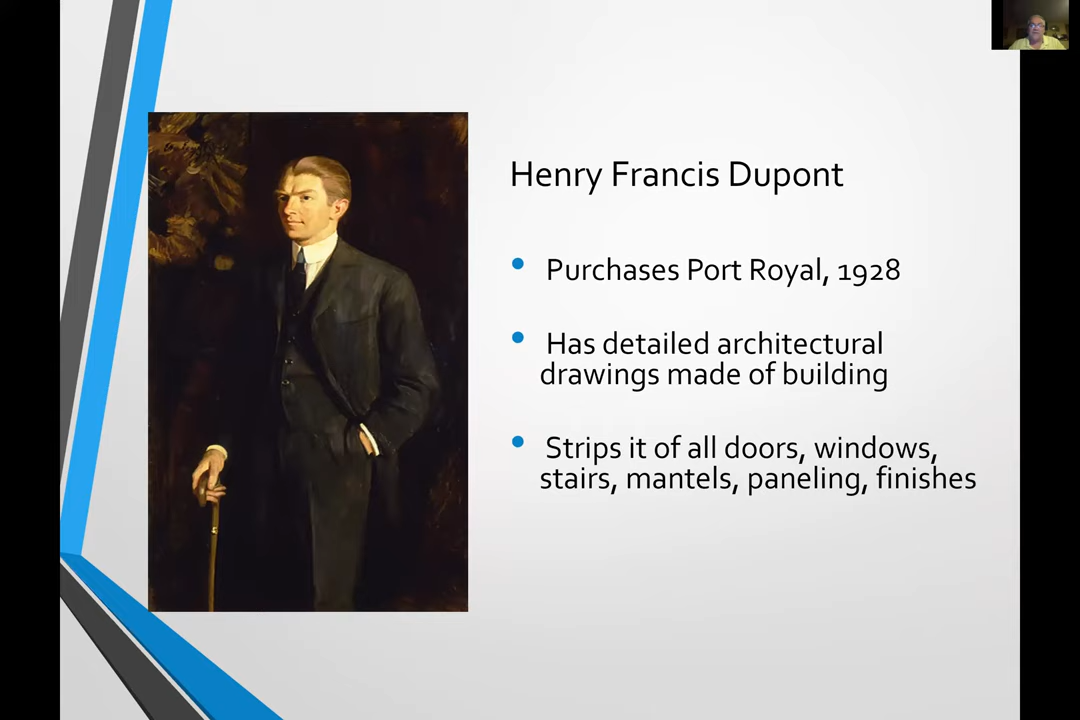 Henry Francis Dupont
• Purchases Port Royal, 1928
• Has detailed architectural
drawings made of building
• Strips it of all doors, windows,
stairs, mantels, paneling, finishes